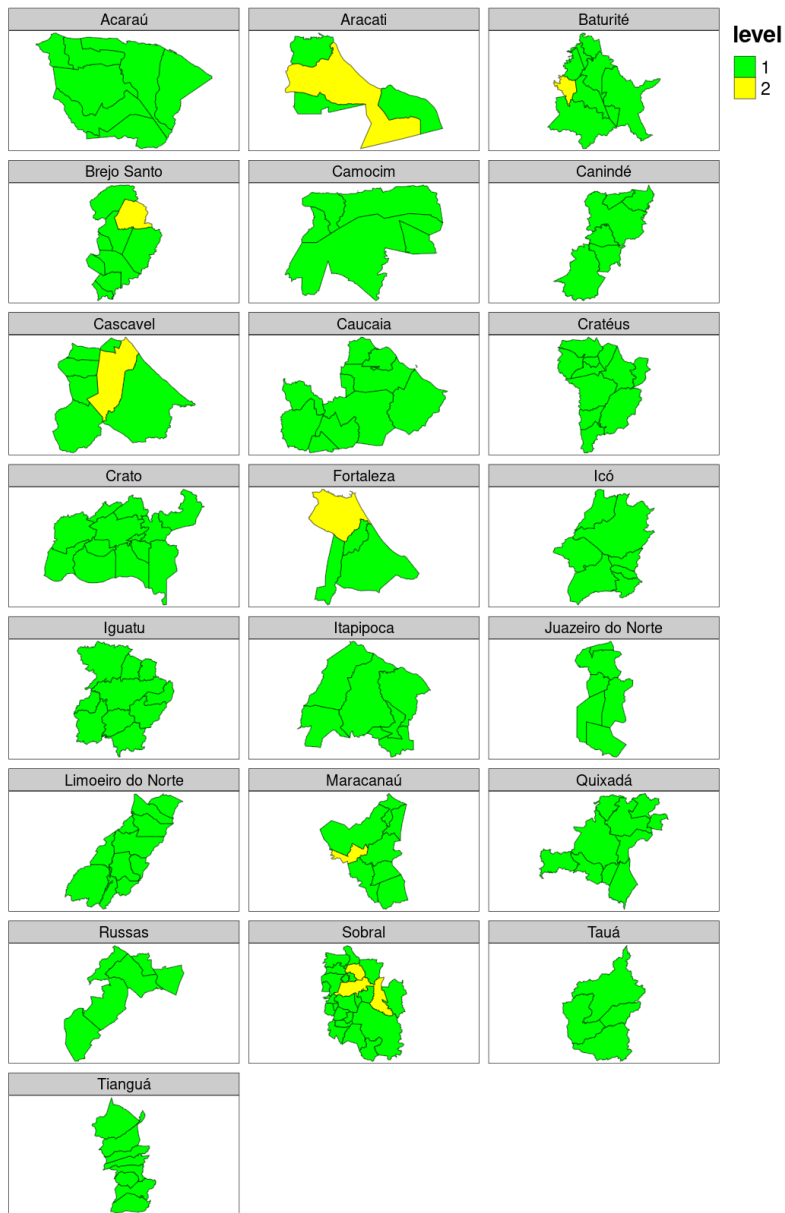 Acaraú
Aracati
Baturité
level
1
2
Brejo Santo
Camocim
Canindé
Cascavel
Caucaia
Cratéus
Crato
Fortaleza
Icó
Iguatu
Itapipoca
Juazeiro do Norte
Limoeiro do Norte
Maracanaú
Quixadá
Russas
Sobral
Tauá
Tianguá